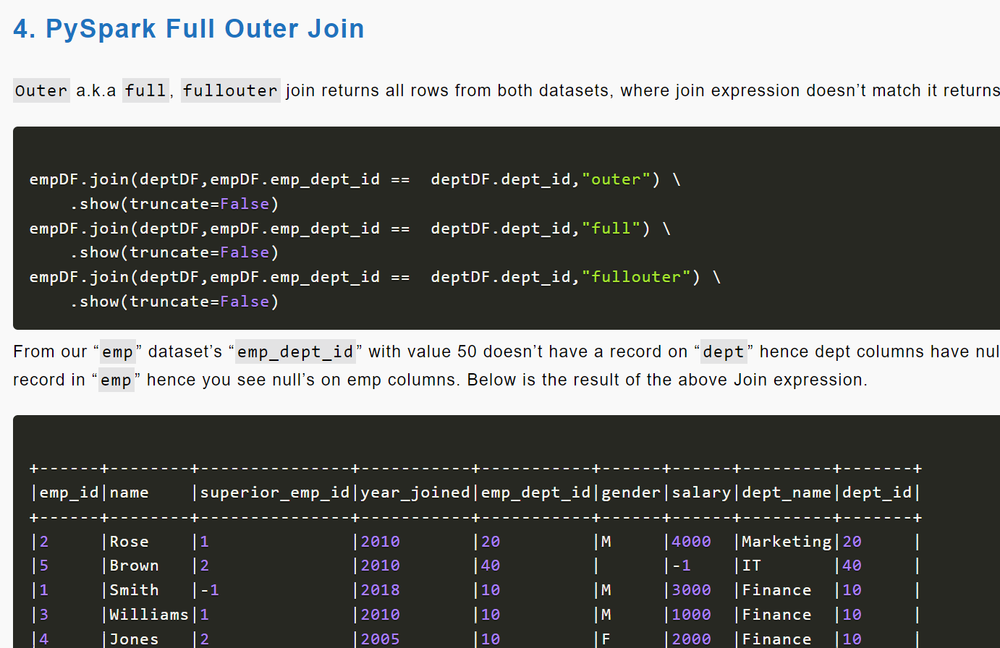 4. PySpark Full Outer Join
Outer a.k.a full, fullouter join returns all rows from both datasets, where join expression doesn’t match it returns
empDF.join(deptDF,empDF.emp_dept_id ==  deptDF.dept_id,"outer") \
    .show(truncate=False)
empDF.join(deptDF,empDF.emp_dept_id ==  deptDF.dept_id,"full") \
    .show(truncate=False)
empDF.join(deptDF,empDF.emp_dept_id ==  deptDF.dept_id,"fullouter") \
    .show(truncate=False)
From our “emp” dataset’s “emp_dept_id” with value 50 doesn’t have a record on “dept” hence dept columns have nul
record in “emp” hence you see null’s on emp columns. Below is the result of the above Join expression.
+------+--------+---------------+-----------+-----------+------+------+---------+-------+
|emp_id|name    |superior_emp_id|year_joined|emp_dept_id|gender|salary|dept_name|dept_id|
+------+--------+---------------+-----------+-----------+------+------+---------+-------+
|2     |Rose    |1              |2010       |20         |M     |4000  |Marketing|20     |
|5     |Brown   |2              |2010       |40         |      |-1    |IT       |40     |
|1     |Smith   |-1             |2018       |10         |M     |3000  |Finance  |10     |
|3     |Williams|1              |2010       |10         |M     |1000  |Finance  |10     |
|4     |Jones   |2              |2005       |10         |F     |2000  |Finance  |10     |